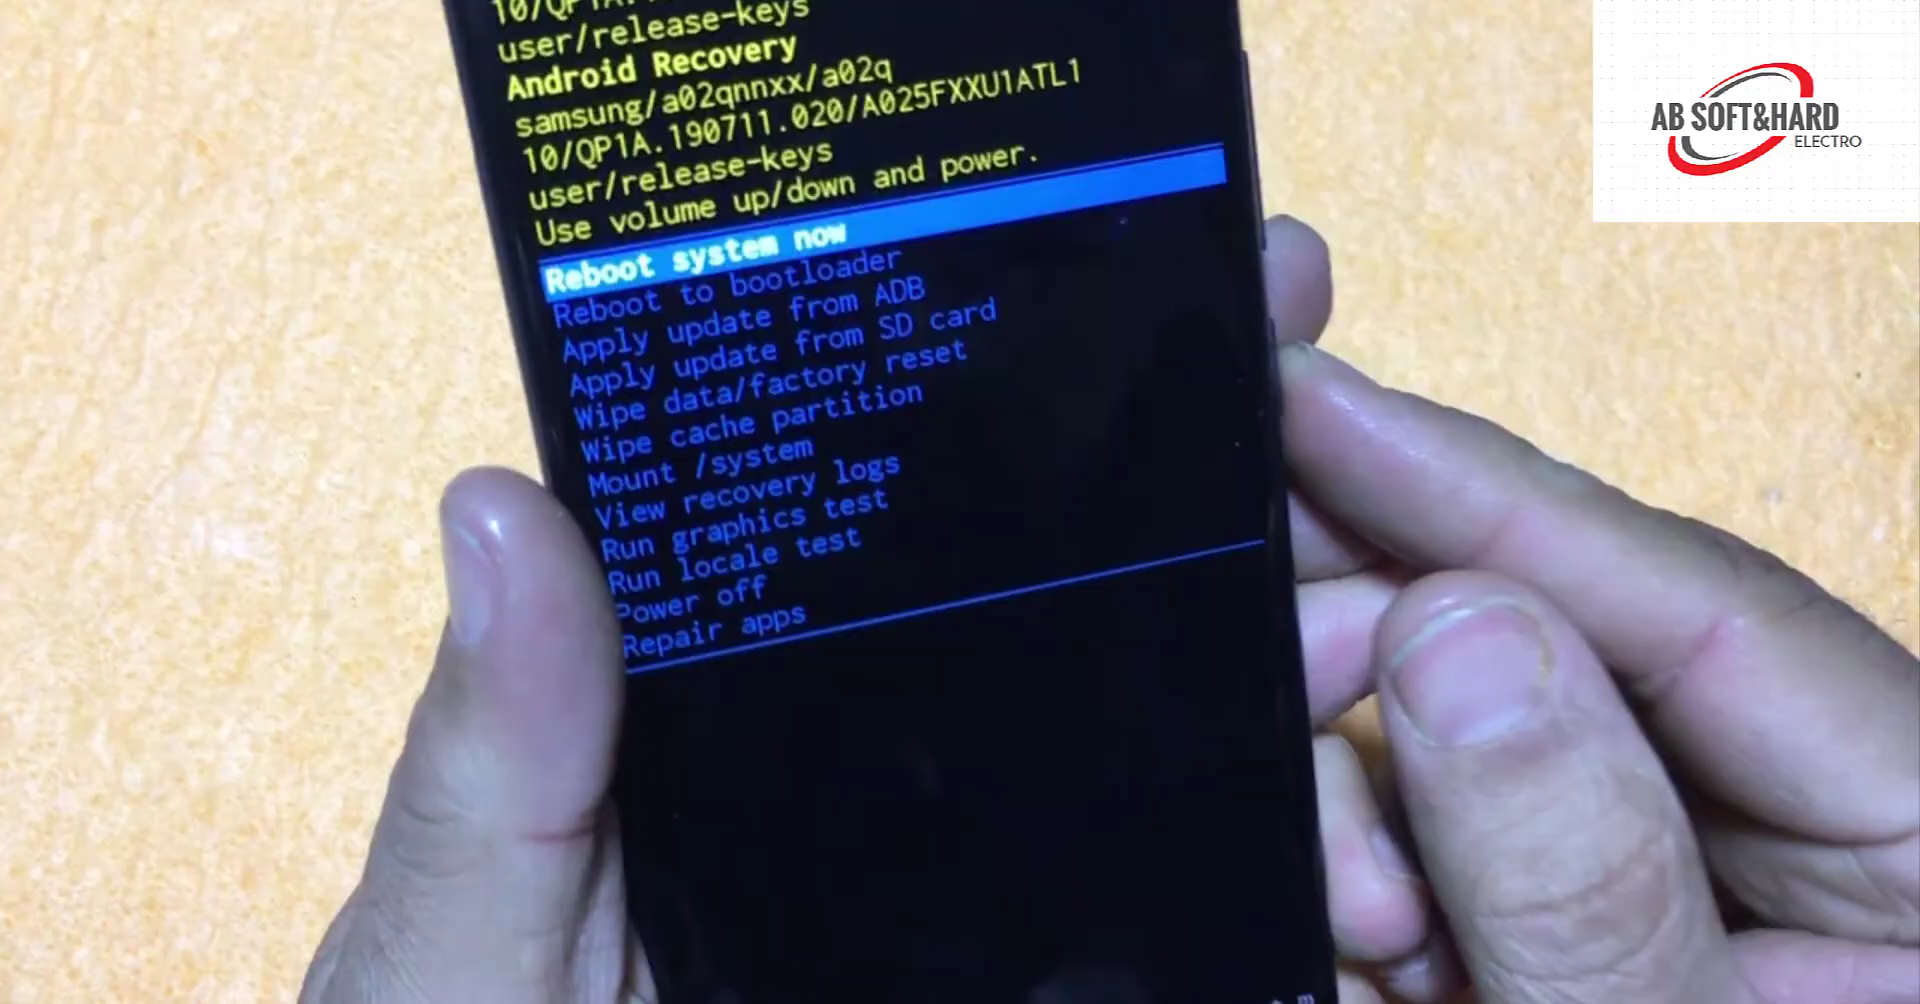 user/release-keys
Android Recovery
samsung/a02qnnxx/a02q
10/QP1A.190711.020/A025FXXU1ATL1
user/release-keys
Use volume up/down and power.
Reboot system now
Reboot to bootloader
Apply update from ADB
Apply update from SD card
Wipe data/factory reset
Wipe cache partition
Mount /system
View recovery logs
Run graphics test
Run locale test
Power off
Repair apps
AB SOFT&HARD
ELECTRO